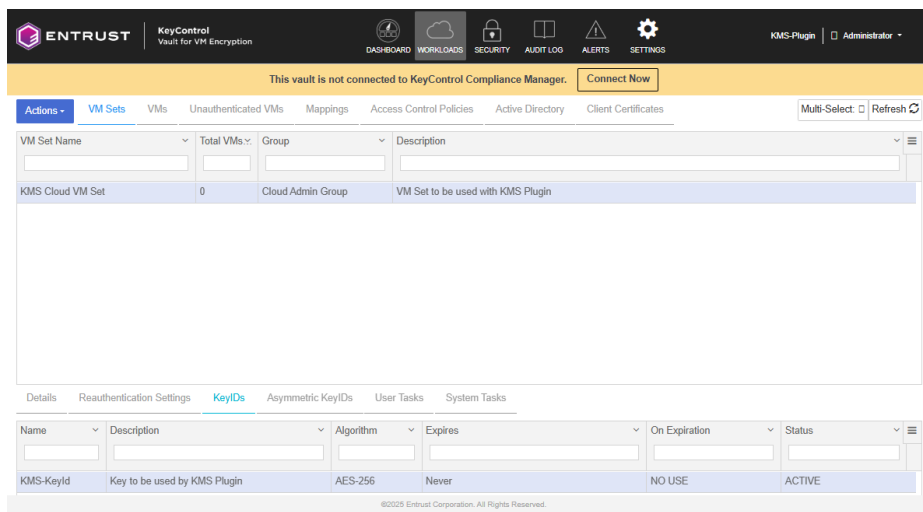 ENTRUST
KeyControl
Vault for VM Encryption
DASHBOARD WORKLOADS SECURITY AUDIT LOG ALERTS SETTINGS
KMS-Plugin Administrator
This vault is not connected to KeyControl Compliance Manager. Connect Now
Actions VM Sets VMs Unauthenticated VMs Mappings Access Control Policies Active Directory Client Certificates Multi-Select: Refresh
VM Set Name Total VMs Group Description
KMS Cloud VM Set 0 Cloud Admin Group VM Set to be used with KMS Plugin
Details Reauthentication Settings KeyIDs Asymmetric KeyIDs User Tasks System Tasks
Name Description Algorithm Expires On Expiration Status
KMS-KeyId Key to be used by KMS Plugin AES-256 Never NO USE ACTIVE
©2025 Entrust Corporation. All Rights Reserved.